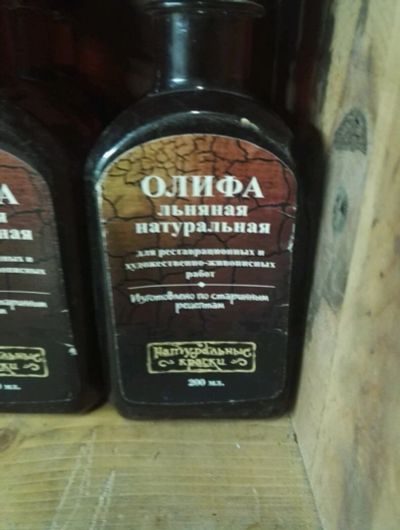 ОЛИФА
льняная
натуральная
для реставрационных и
художественно-живописных
работ
Изготовлено по старинным
рецептам
Натуральные
краски
200 мл.